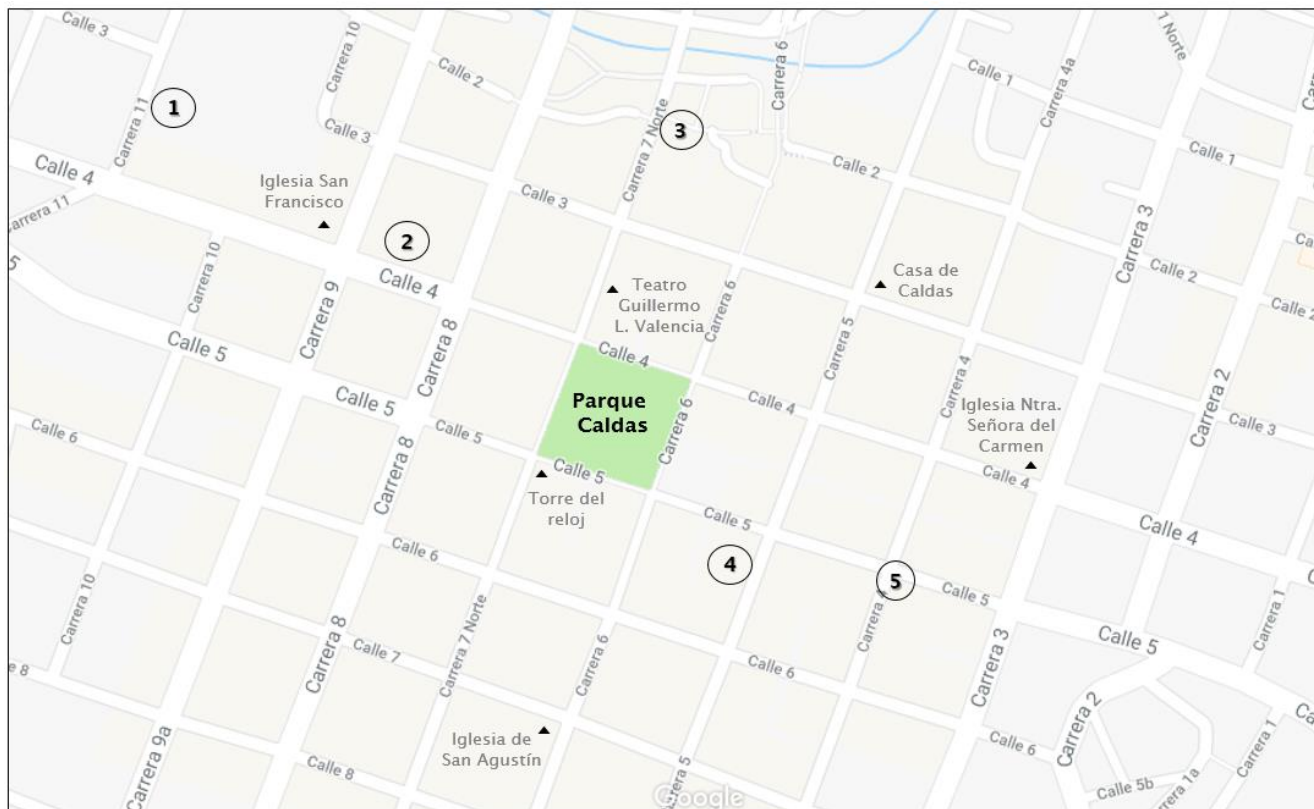 Calle 3
Carrera 11
1
Carrera 10
Calle 3
Calle 2
Carrera 7 Norte
3
Carrera 6
Calle 2
Calle 1
Carrera 4a
1 Norte
Calle 1
Calle 4
Carrera 11
Iglesia San
Francisco
2
Calle 3
Carrera 10
Calle 4
Carrera 9
Carrera 8
Teatro
Guillermo
L. Valencia
Carrera 6
Casa de
Caldas
Carrera 3
Calle 2
Calle 2
5
Calle 5
Calle 5
Calle 4
Parque
Caldas
Carrera 6
Calle 4
Carrera 5
Carrera 4
Iglesia Ntra.
Señora del
Carmen
Calle 4
Carrera 2
Calle 3
Calle 6
Carrera 8
Calle 5
Calle 5
Torre del
reloj
Calle 5
4
5
Calle 4
Calle 6
Carrera 10
Carrera 8
Carrera 7 Norte
Carrera 6
Carrera 4
Calle 5
Carrera 3
Calle 5
Carrera 1
Calle 7
Calle 6
Calle 6
Carrera 2
Carrera 1
Carrera 1a
Calle 5b
Calle 8
Carrera 9a
Iglesia de
San Agustín
Calle 8
Carrera 5
Google